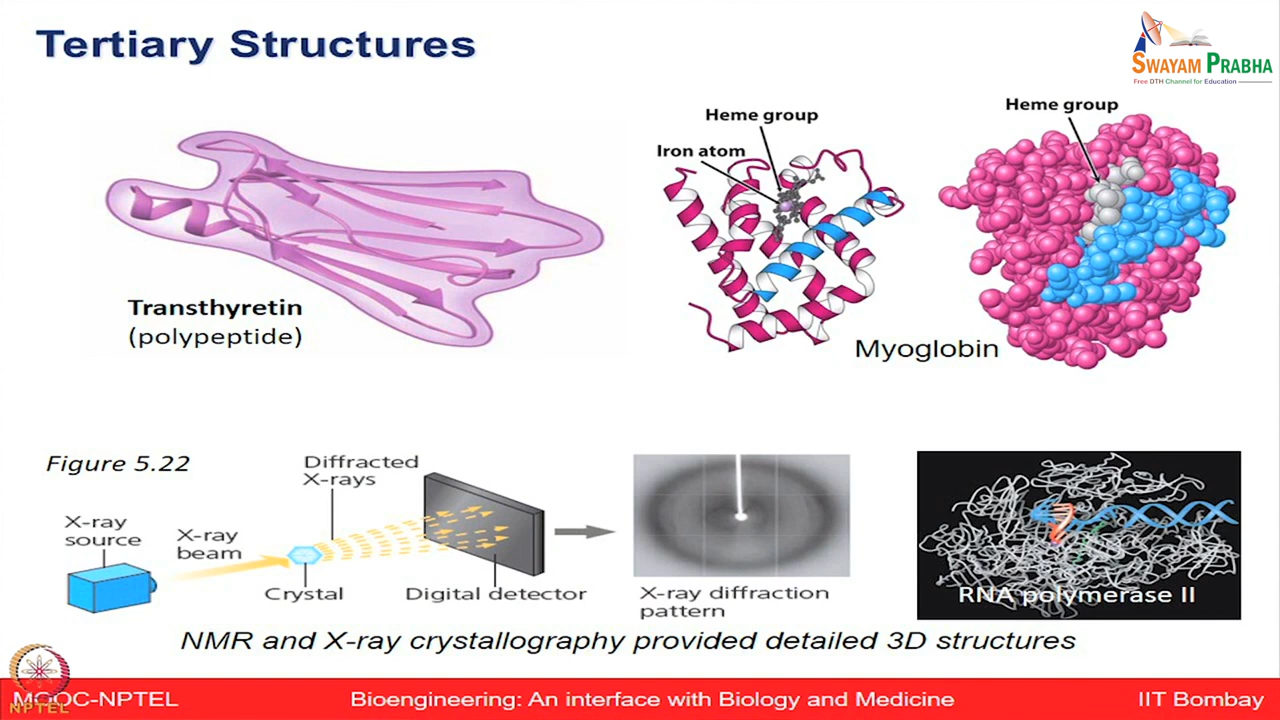 Tertiary Structures
SWAYAM PRABHA
Free DTH Channel for Education
Heme group
Iron atom
Heme group
Transthyretin
(polypeptide)
Myoglobin
Figure 5.22
Diffracted
X-rays
X-ray
source
X-ray
beam
Crystal
Digital detector
X-ray diffraction
pattern
RNA polymerase II
NMR and X-ray crystallography provided detailed 3D structures
MOOC-NPTEL
NPTEL
Bioengineering: An interface with Biology and Medicine
IIT Bombay